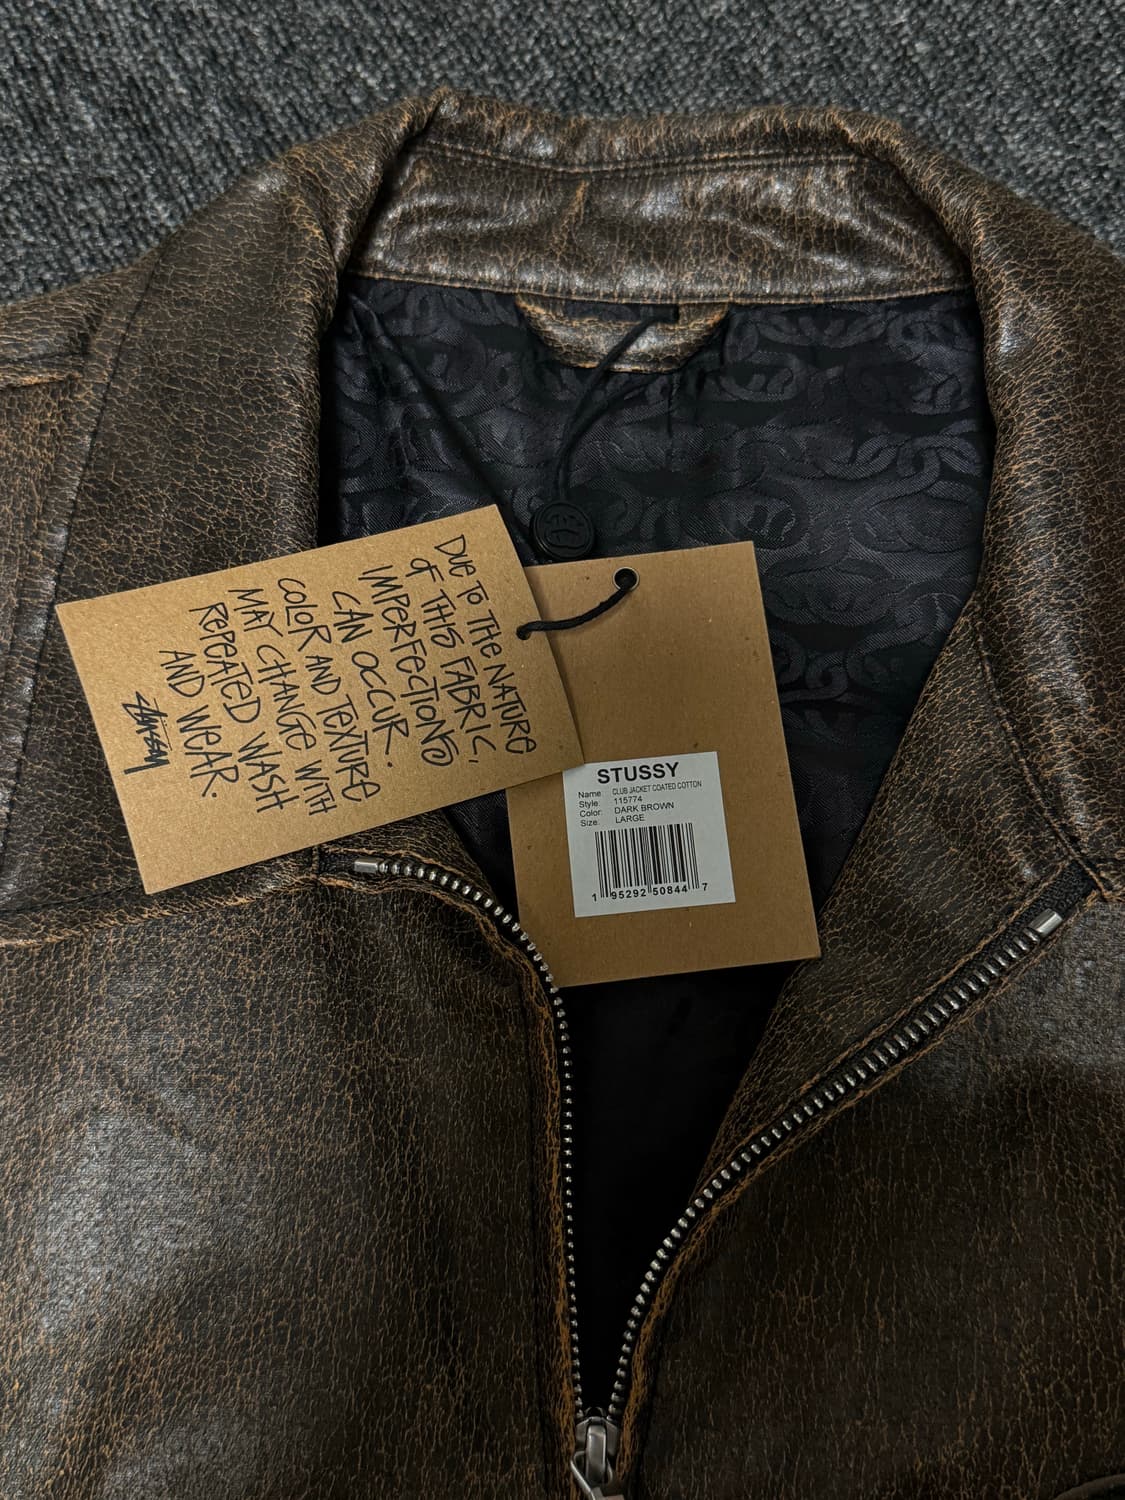 DUE TO THE NATURE
OF THIS FABRIC,
IMPERFECTIONS
CAN OCCUR.
COLOR AND TEXTURE
MAY CHANGE WITH
REPEATED WASH
AND WEAR.
Stüssy
STUSSY
Name: CLUB JACKET COATED COTTON
Style: 115774
Color: DARK BROWN
Size: LARGE
1 95292 50844 7